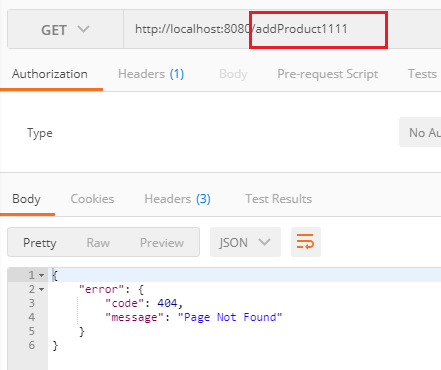 GET http://localhost:8080/addProduct1111
Authorization Headers (1) Body Pre-request Script Tests
Type No Au
Body Cookies Headers (3) Test Results
Pretty Raw Preview JSON
1 {
2 "error": {
3 "code": 404,
4 "message": "Page Not Found"
5 }
6 }